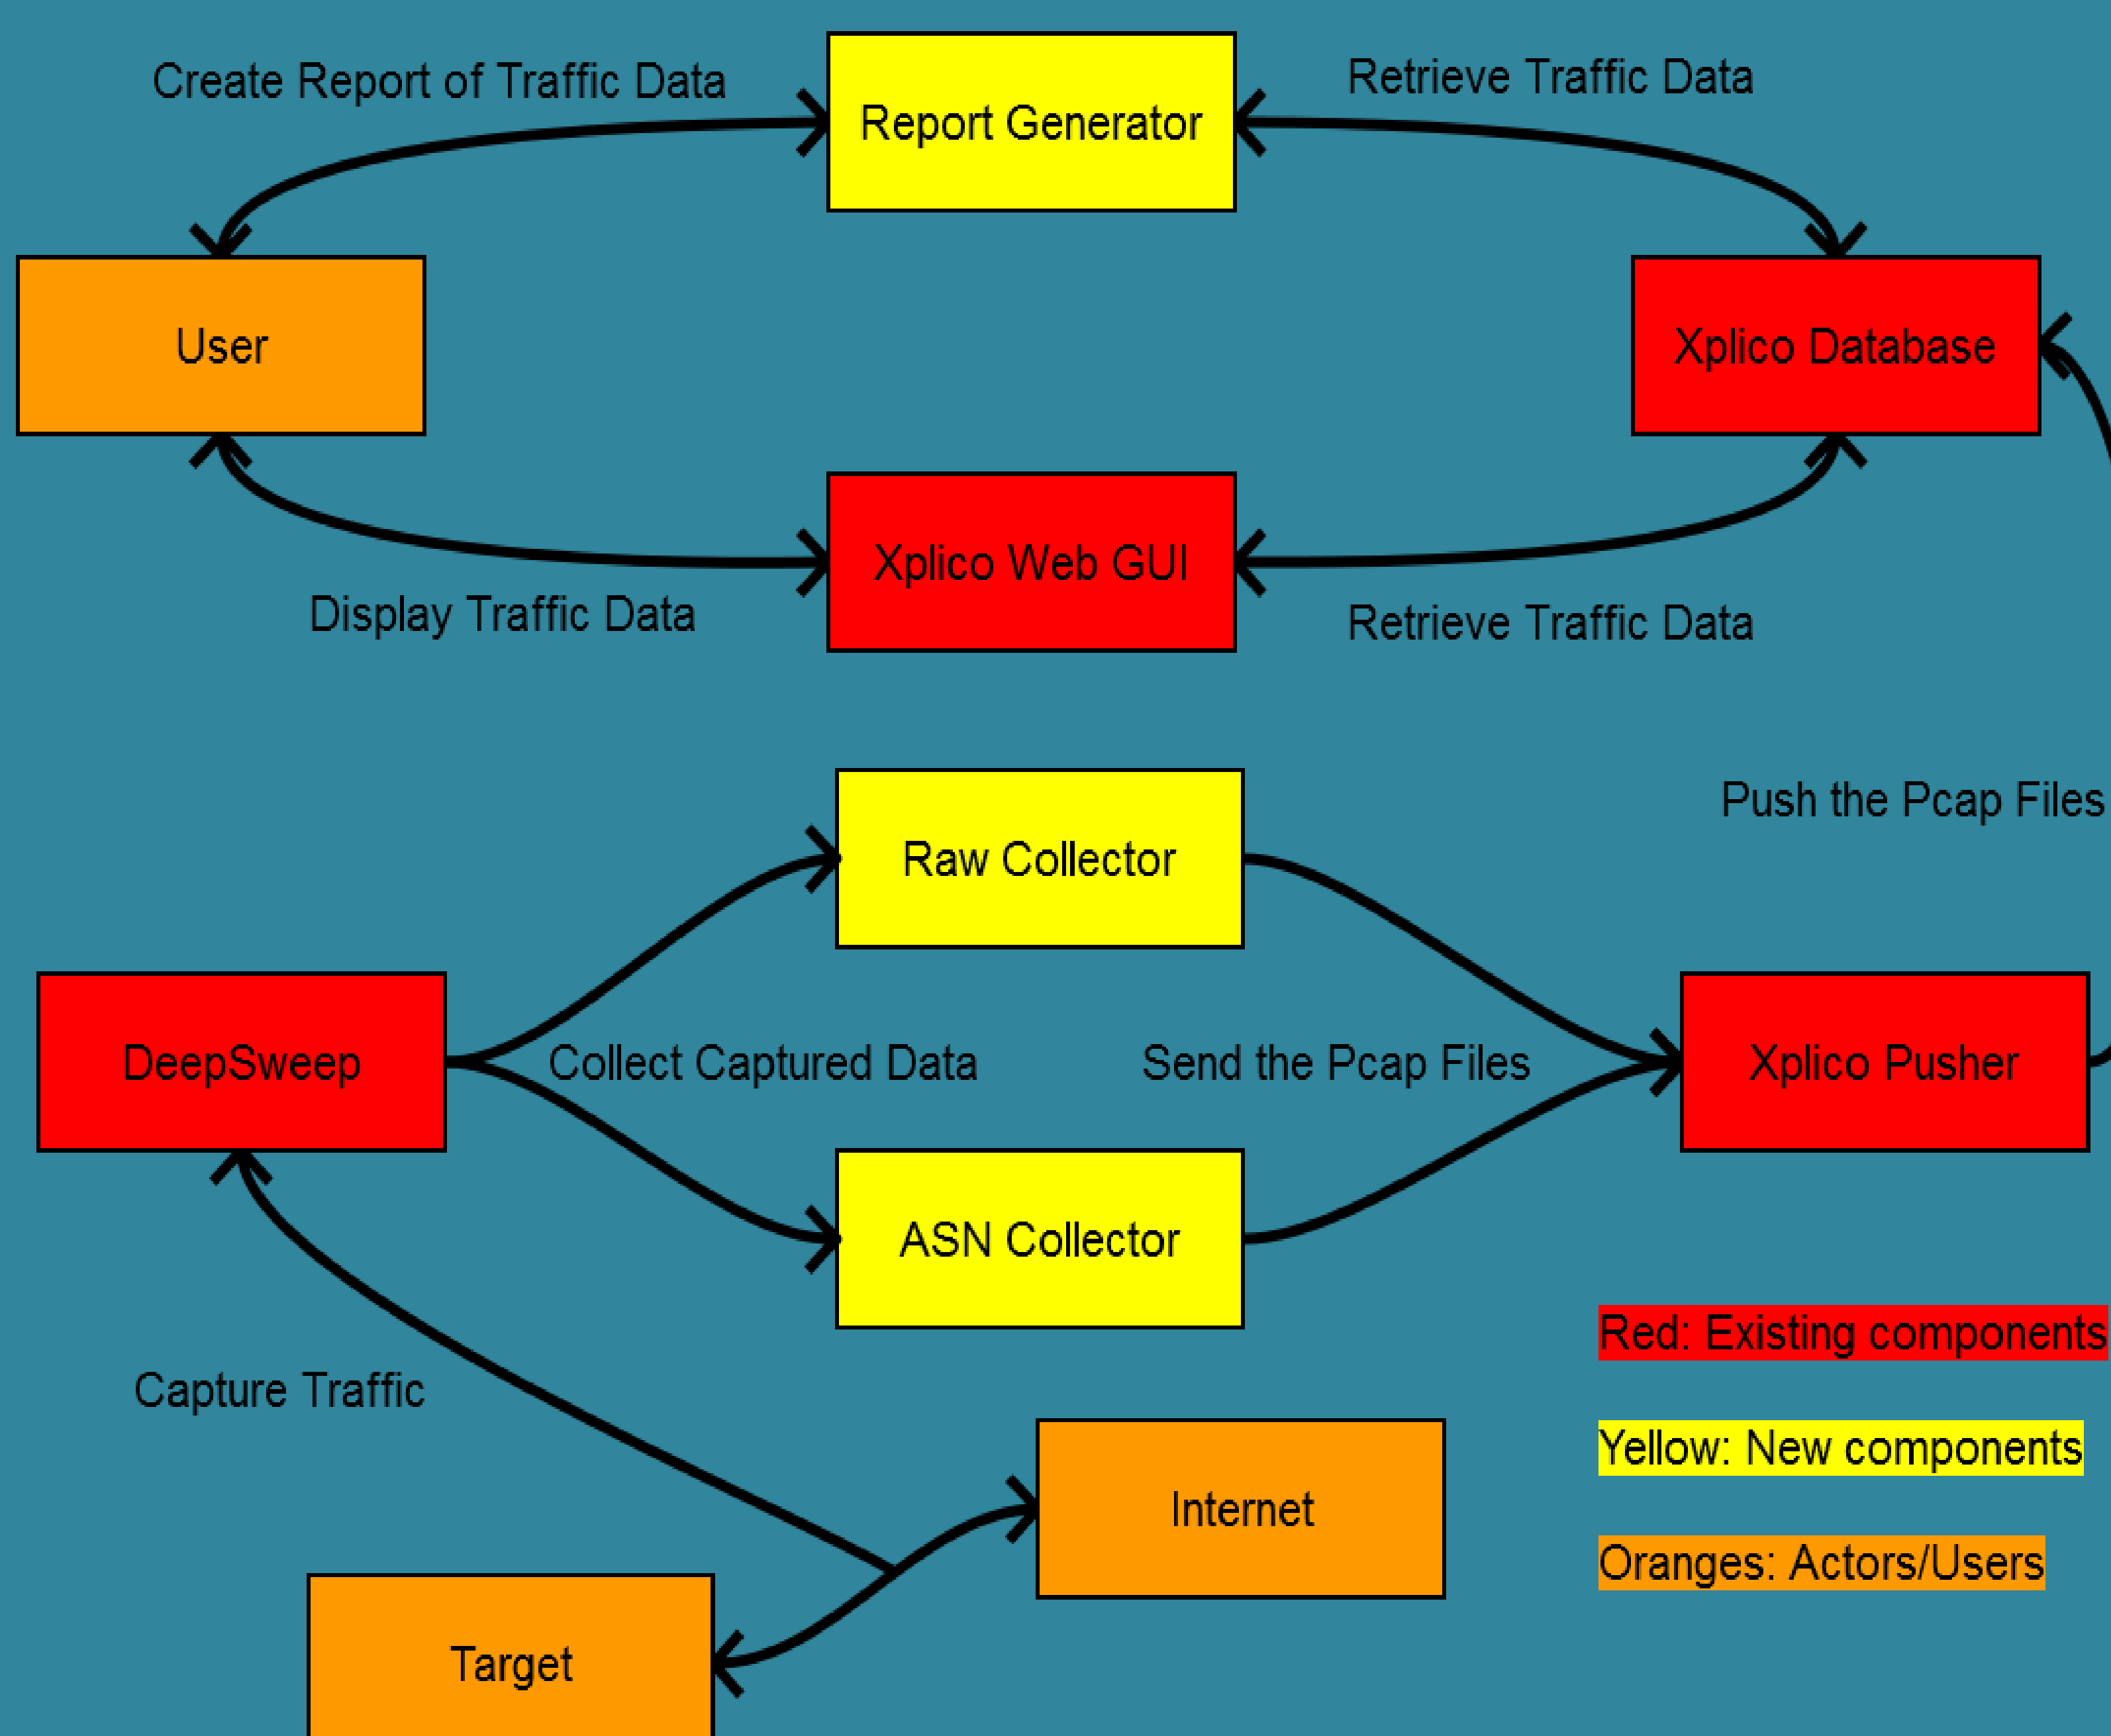 Create Report of Traffic Data
Report Generator
Retrieve Traffic Data
User
Xplico Database
Xplico Web GUI
Display Traffic Data
Retrieve Traffic Data
Push the Pcap Files
Raw Collector
DeepSweep
Collect Captured Data
Send the Pcap Files
Xplico Pusher
ASN Collector
Capture Traffic
Red: Existing components
Yellow: New components
Internet
Oranges: Actors/Users
Target